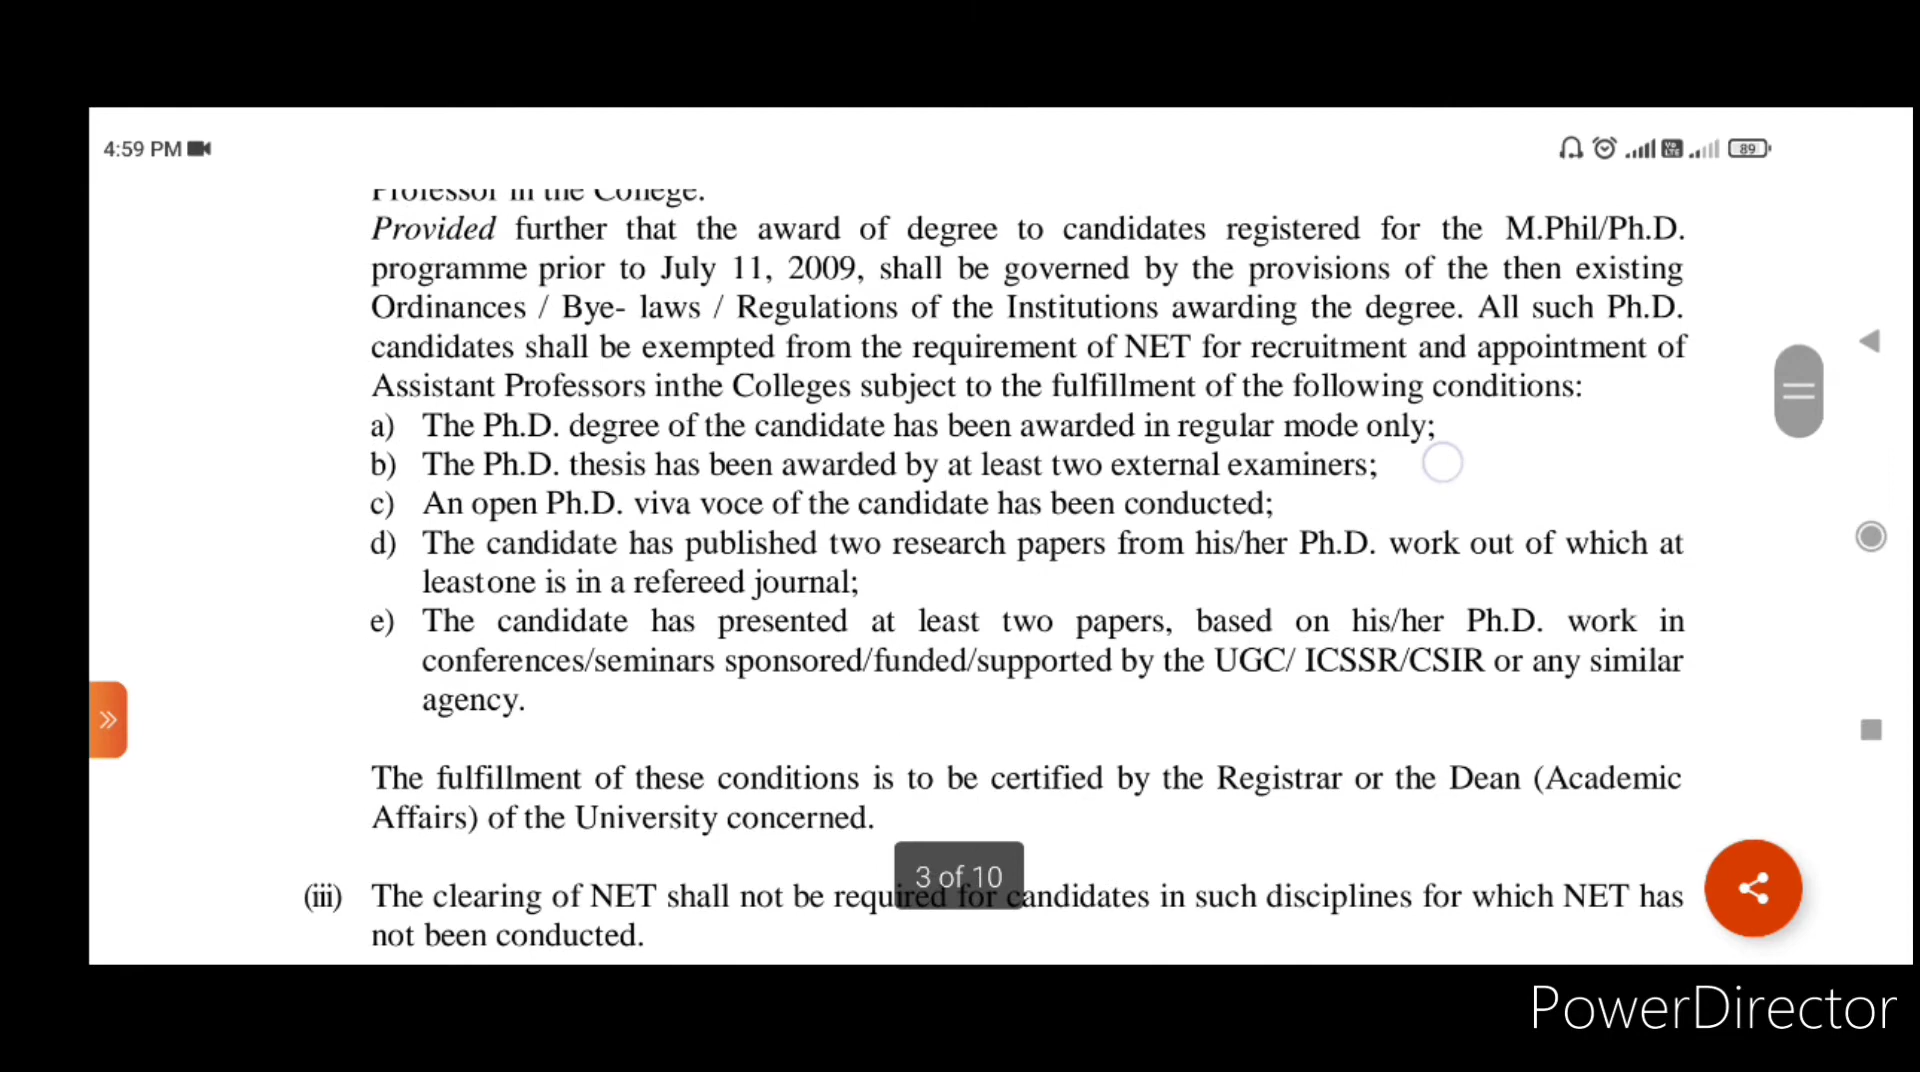 4:59 PM
Vo LTE
89
Professor in the College.
Provided further that the award of degree to candidates registered for the M.Phil/Ph.D.
programme prior to July 11, 2009, shall be governed by the provisions of the then existing
Ordinances / Bye- laws / Regulations of the Institutions awarding the degree. All such Ph.D.
candidates shall be exempted from the requirement of NET for recruitment and appointment of
Assistant Professors inthe Colleges subject to the fulfillment of the following conditions:
a) The Ph.D. degree of the candidate has been awarded in regular mode only;
b) The Ph.D. thesis has been awarded by at least two external examiners;
c) An open Ph.D. viva voce of the candidate has been conducted;
d) The candidate has published two research papers from his/her Ph.D. work out of which at
leastone is in a refereed journal;
e) The candidate has presented at least two papers, based on his/her Ph.D. work in
conferences/seminars sponsored/funded/supported by the UGC/ ICSSR/CSIR or any similar
agency.
The fulfillment of these conditions is to be certified by the Registrar or the Dean (Academic
Affairs) of the University concerned.
3 of 10
(iii) The clearing of NET shall not be required for candidates in such disciplines for which NET has
not been conducted.
PowerDirector